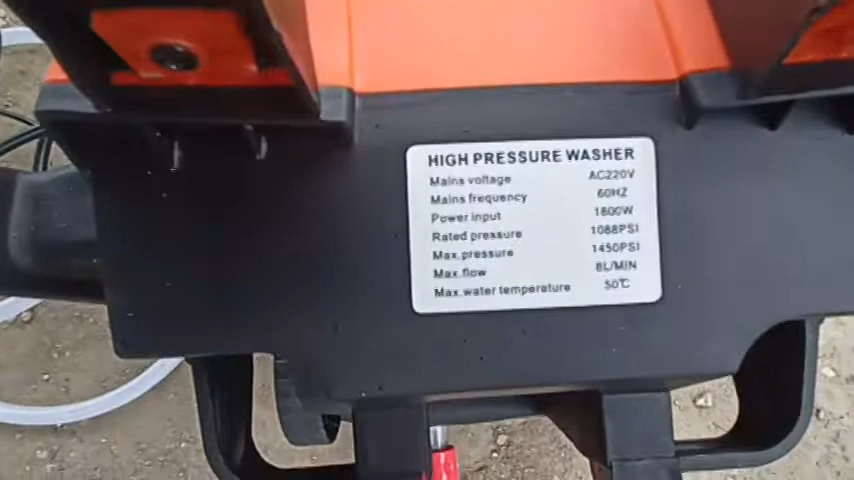 HIGH PRESSURE WASHER
Mains voltage AC220V
Mains frequency 60HZ
Power input 1800W
Rated pressure 1088PSI
Max.pressure 1450PSI
Max.flow 8L/MIN
Max.water temperature 50℃